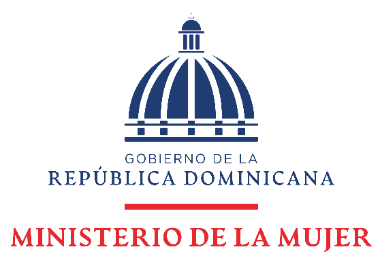 GOBIERNO DE LA
REPÚBLICA DOMINICANA
MINISTERIO DE LA MUJER